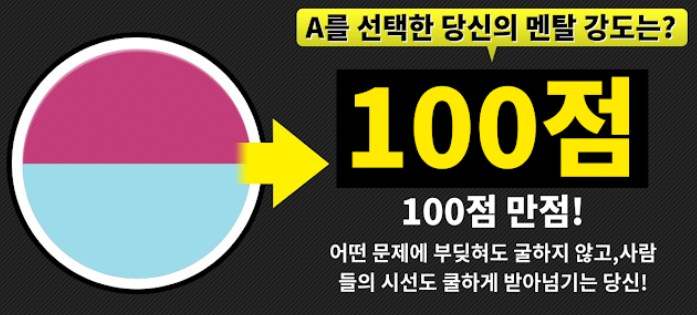 A를 선택한 당신의 멘탈 강도는?
100점
100점 만점!
어떤 문제에 부딪혀도 굴하지 않고,사람
들의 시선도 쿨하게 받아넘기는 당신!